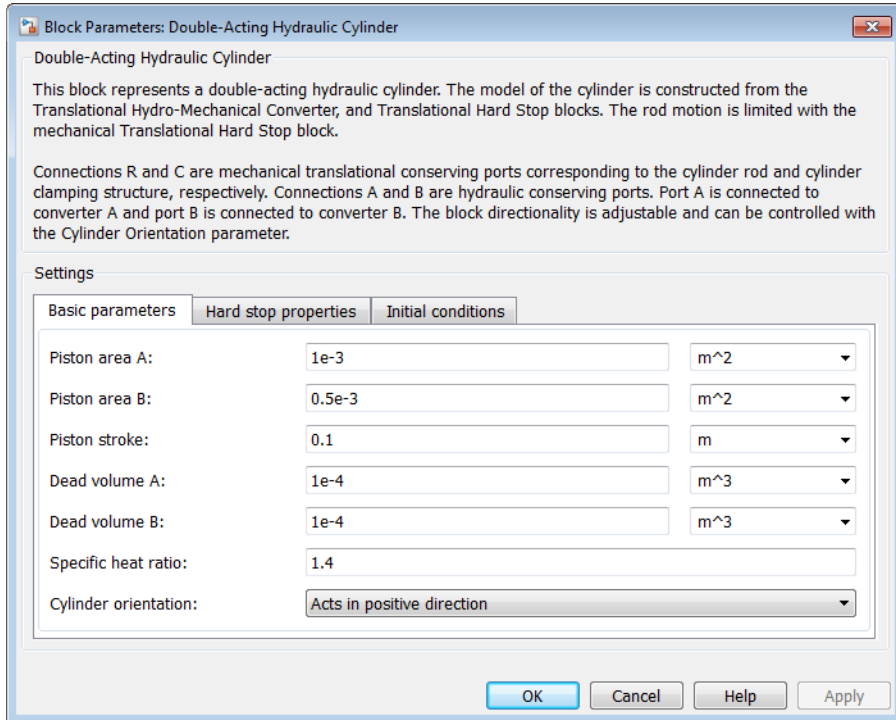 Block Parameters: Double-Acting Hydraulic Cylinder
Double-Acting Hydraulic Cylinder
This block represents a double-acting hydraulic cylinder. The model of the cylinder is constructed from the
Translational Hydro-Mechanical Converter, and Translational Hard Stop blocks. The rod motion is limited with the
mechanical Translational Hard Stop block.
Connections R and C are mechanical translational conserving ports corresponding to the cylinder rod and cylinder
clamping structure, respectively. Connections A and B are hydraulic conserving ports. Port A is connected to
converter A and port B is connected to converter B. The block directionality is adjustable and can be controlled with
the Cylinder Orientation parameter.
Settings
Basic parameters Hard stop properties Initial conditions
Piston area A: 1e-3 m^2
Piston area B: 0.5e-3 m^2
Piston stroke: 0.1 m
Dead volume A: 1e-4 m^3
Dead volume B: 1e-4 m^3
Specific heat ratio: 1.4
Cylinder orientation: Acts in positive direction
OK Cancel Help Apply